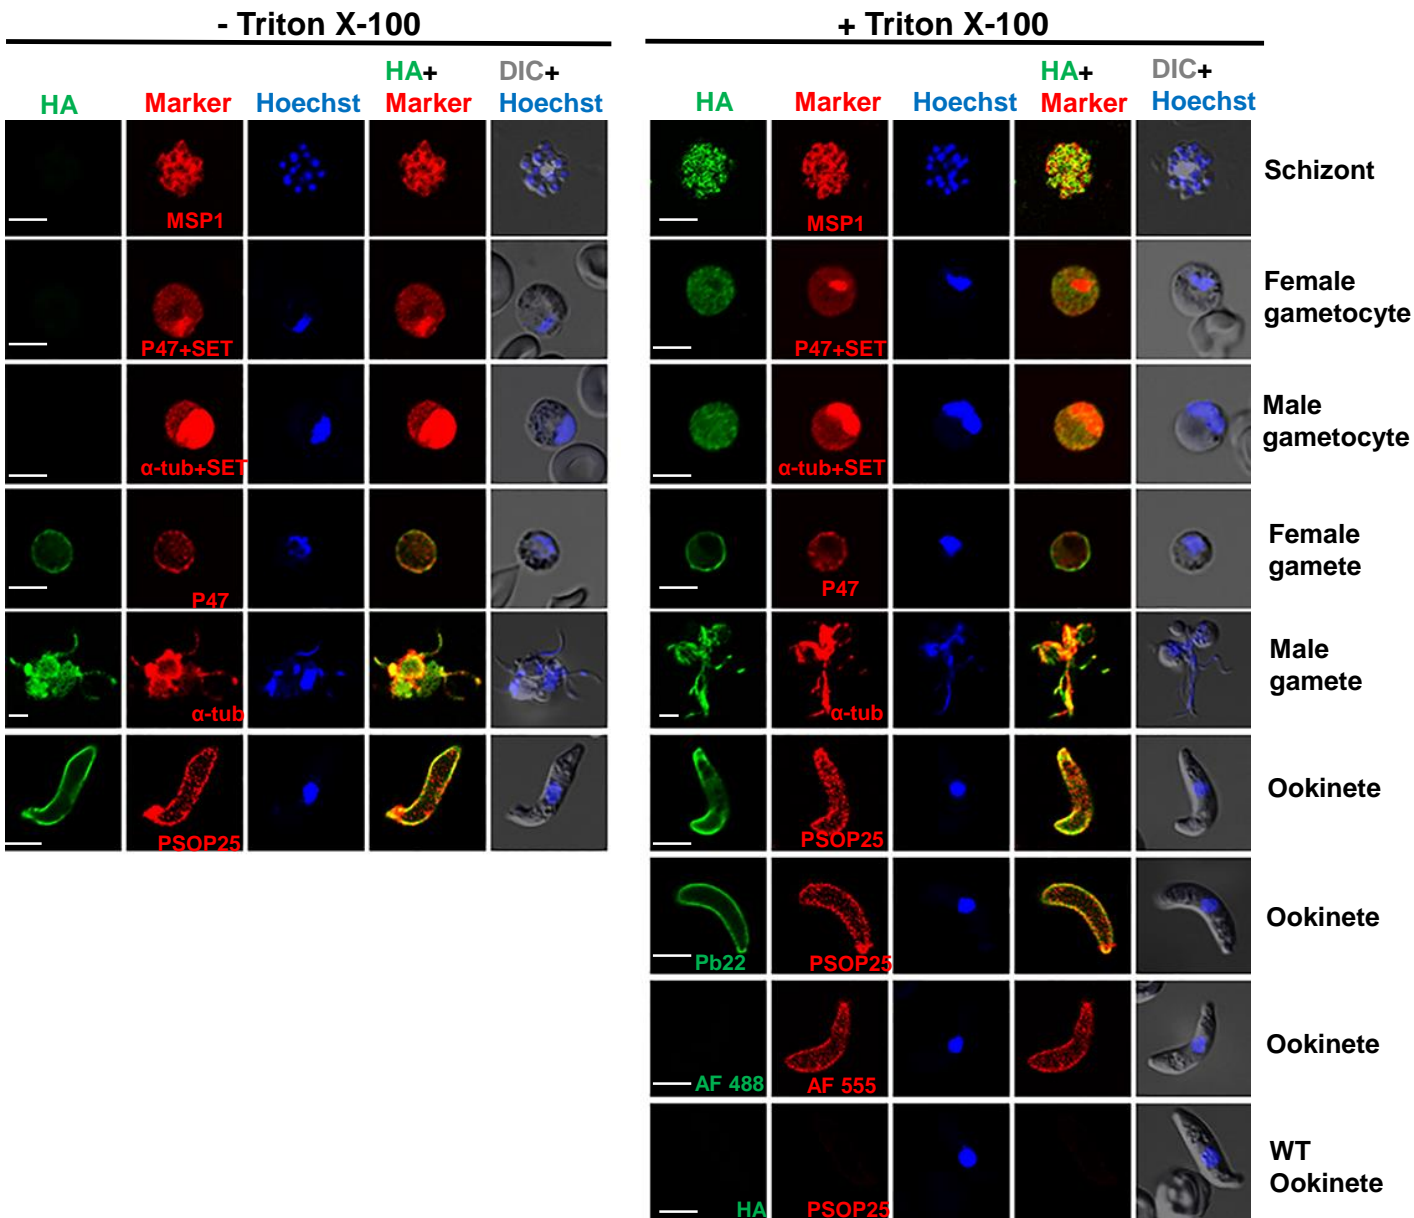 - Triton X-100
+ Triton X-100
HA
Marker
Hoechst
HA+
Marker
DIC+
Hoechst
HA
Marker
Hoechst
HA+
Marker
DIC+
Hoechst
MSP1
MSP1
Schizont
P47+SET
P47+SET
Female
gametocyte
α-tub+SET
α-tub+SET
Male
gametocyte
P47
P47
Female
gamete
α-tub
α-tub
Male
gamete
PSOP25
PSOP25
Ookinete
Pb22
PSOP25
Ookinete
AF 488
AF 555
Ookinete
HA
PSOP25
WT
Ookinete